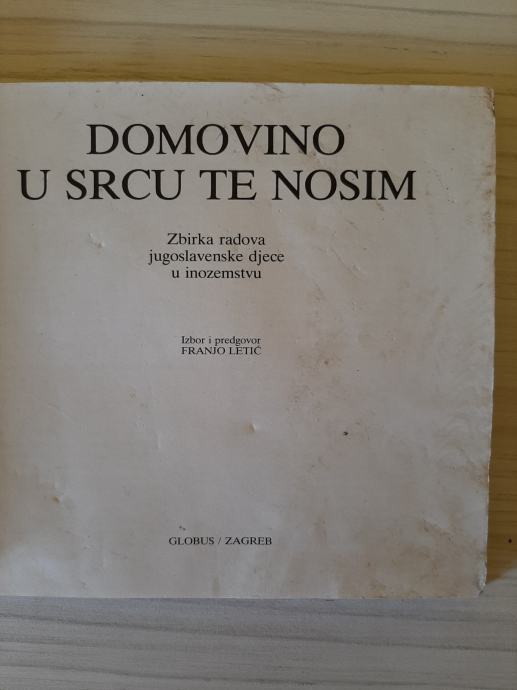 DOMOVINO
U SRCU TE NOSIM
Zbirka radova
jugoslavenske djece
u inozemstvu
Izbor i predgovor
FRANJO LETIĆ
GLOBUS / ZAGREB